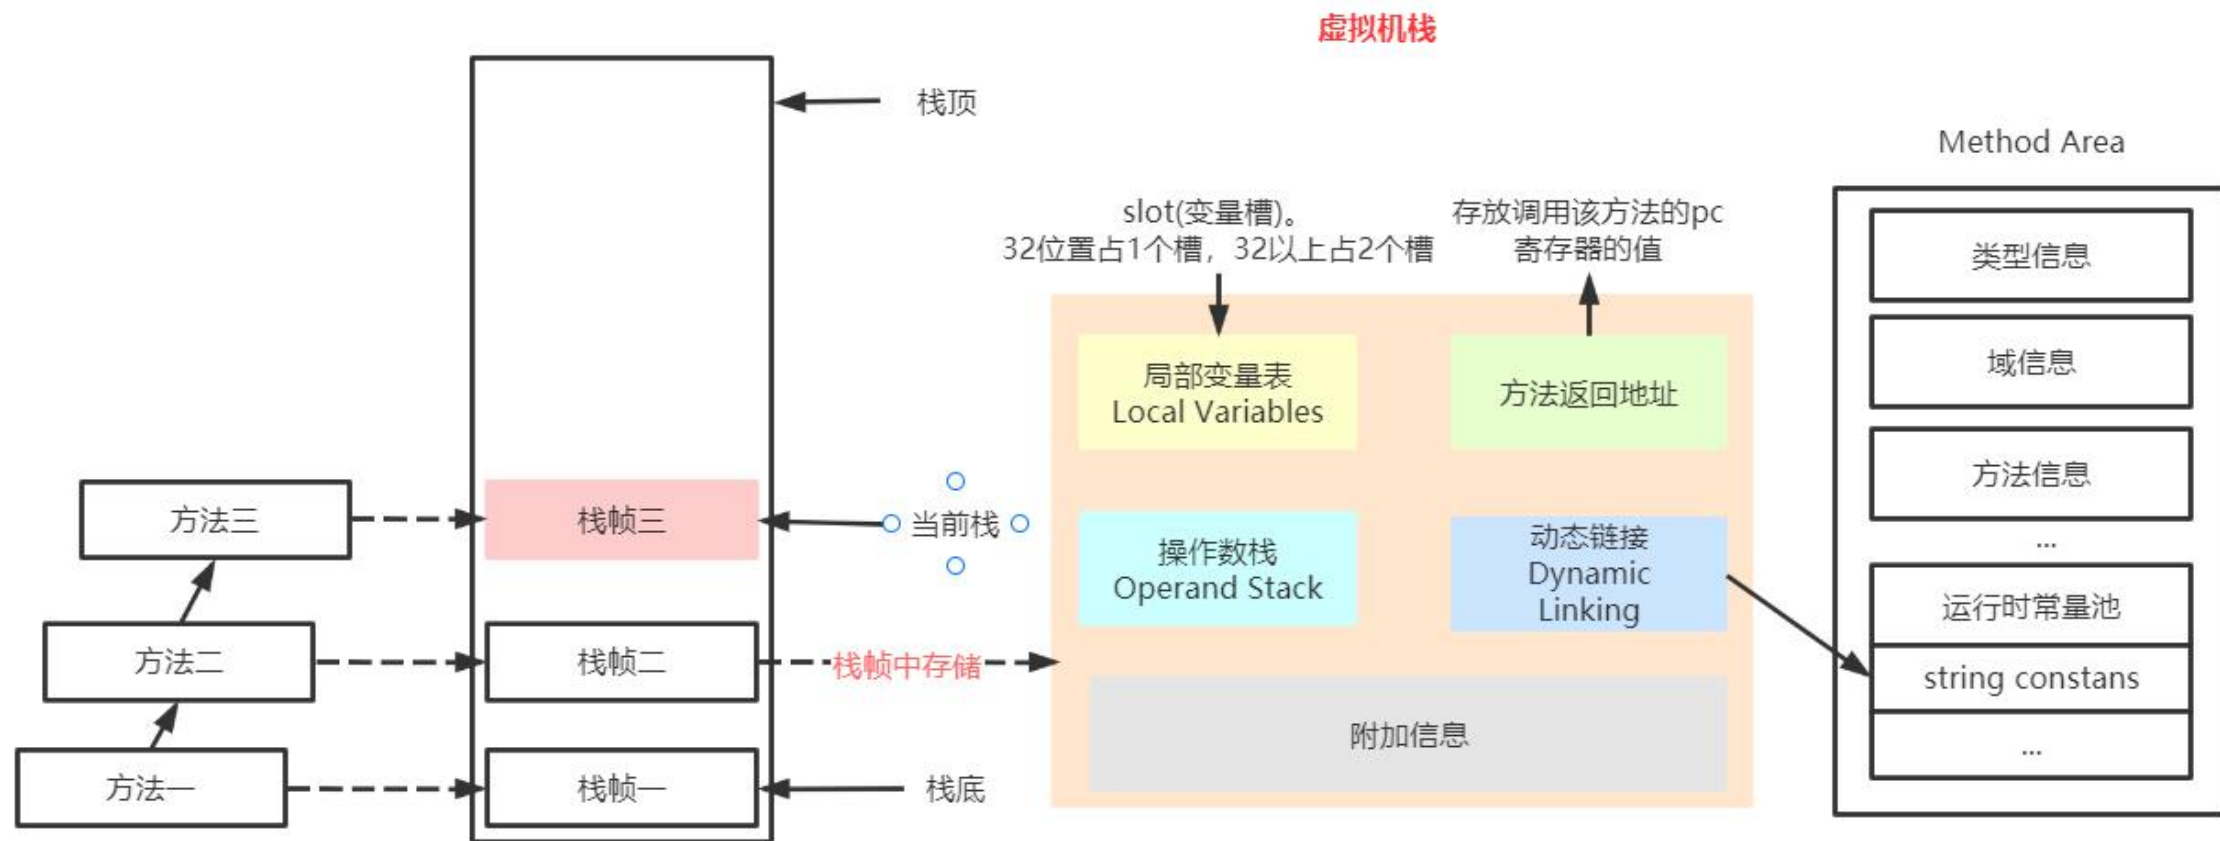 虚拟机栈
栈顶
Method Area
slot(变量槽)。
32位置占1个槽，32以上占2个槽
存放调用该方法的pc
寄存器的值
类型信息
域信息
方法信息
...
运行时常量池
string constans
...
局部变量表
Local Variables
方法返回地址
操作数栈
Operand Stack
动态链接
Dynamic
Linking
附加信息
方法三
栈帧三
当前栈
方法二
栈帧二
栈帧中存储
方法一
栈帧一
栈底